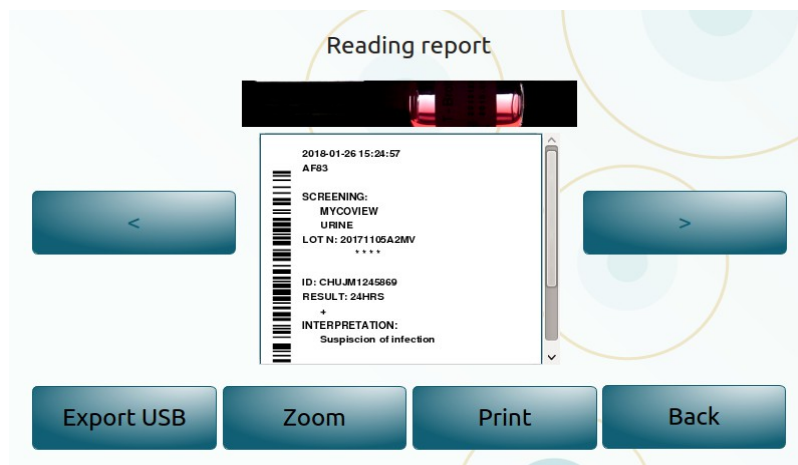 Reading report
2018-01-26 15:24:57
AF83
SCREENING:
MYCOVIEW
URINE
LOT N: 20171105A2MV
* * * *
ID: CHUJM1245869
RESULT: 24HRS
+
INTERPRETATION:
Suspiscion of infection
<
>
Export USB
Zoom
Print
Back